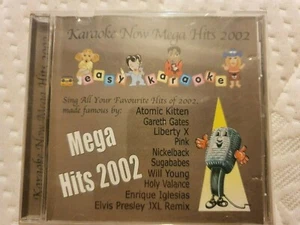 Karaoke Now Mega Hits 2002
Karaoke Now Mega Hits 2002
easy karaoke
Sing All Your Favourite Hits of 2002,
made famous by:
Atomic Kitten
Gareth Gates
Liberty X
Pink
Nickelback
Sugababes
Will Young
Holy Valance
Enrique Iglesias
Elvis Presley JXL Remix
Mega
Hits 2002